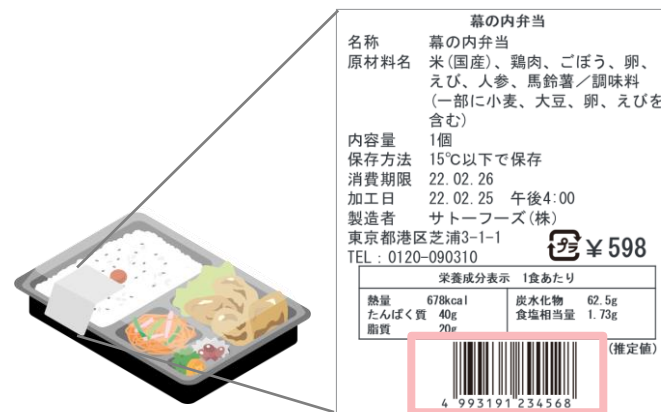 幕の内弁当
名称 幕の内弁当
原材料名 米(国産)、鶏肉、ごぼう、卵、
えび、人参、馬鈴薯/調味料
(一部に小麦、大豆、卵、えびを
含む)
内容量 1個
保存方法 15℃以下で保存
消費期限 22.02.26
加工日 22.02.25 午後4:00
製造者 サトーフーズ(株)
東京都港区芝浦3-1-1
TEL : 0120-090310
プラ ¥598
栄養成分表示 1食あたり
熱量 678kcal 炭水化物 62.5g
たんぱく質 40g 食塩相当量 1.73g
脂質 20g
(推定値)
4 993191 234568